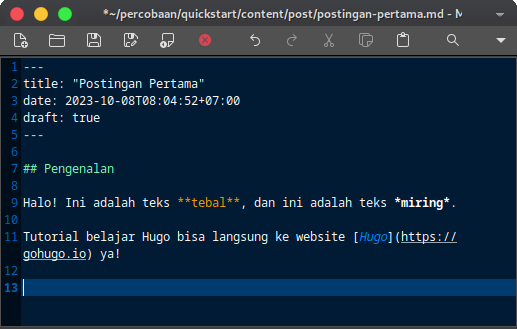 *~/percobaan/quickstart/content/post/postingan-pertama.md - M
1 ---
2 title: "Postingan Pertama"
3 date: 2023-10-08T08:04:52+07:00
4 draft: true
5 ---
6
7 ## Pengenalan
8
9 Halo! Ini adalah teks **tebal**, dan ini adalah teks *miring*.
10
11 Tutorial belajar Hugo bisa langsung ke website [Hugo](https://
gohugo.io) ya!
12
13